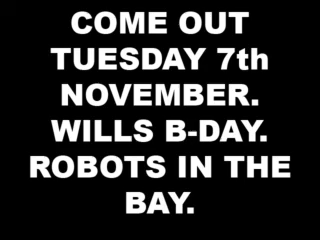 COME OUT
TUESDAY 7th
NOVEMBER.
WILLS B-DAY.
ROBOTS IN THE
BAY.